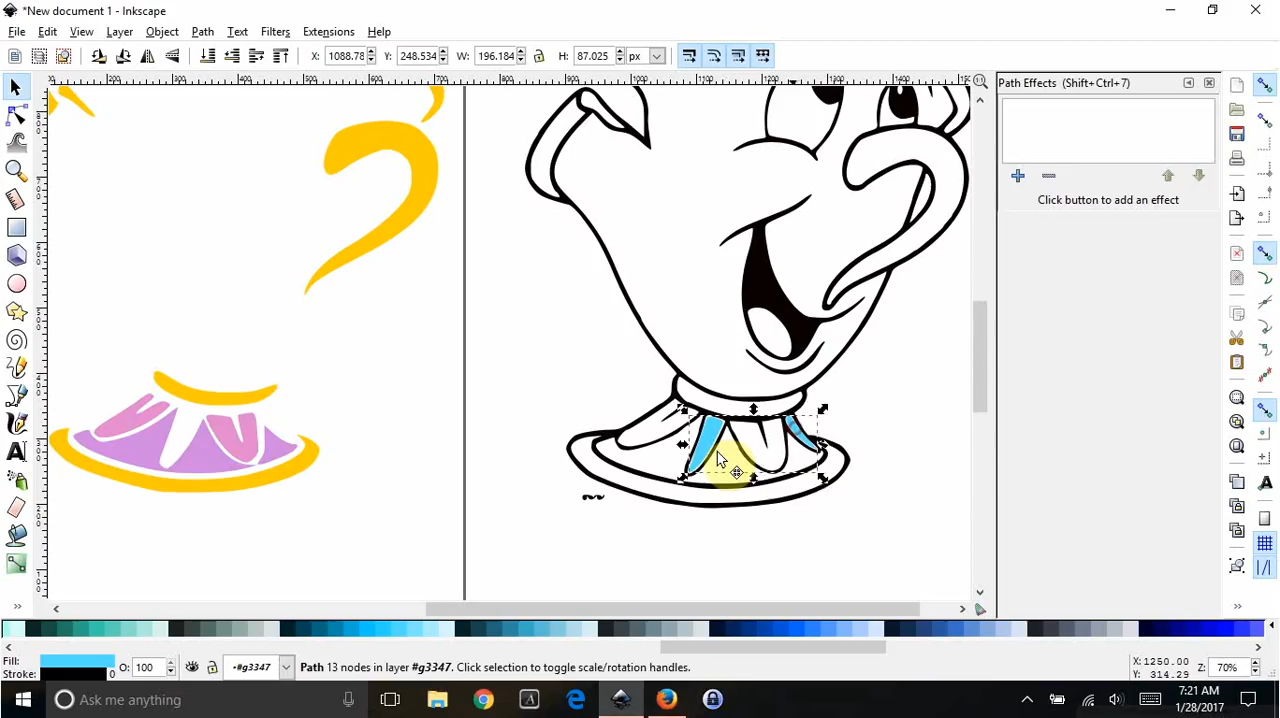 *New document 1 - Inkscape
File Edit View Layer Object Path Text Filters Extensions Help
X: 1088.78 Y: 248.534 W: 196.184 H: 87.025 px
Path Effects (Shift+Ctrl+7)
Click button to add an effect
Fill:
Stroke: 0 O: 100 •#g3347 Path 13 nodes in layer #g3347. Click selection to toggle scale/rotation handles. X: 1250.00 Y: 314.29 Z: 70%
Ask me anything
7:21 AM
1/28/2017